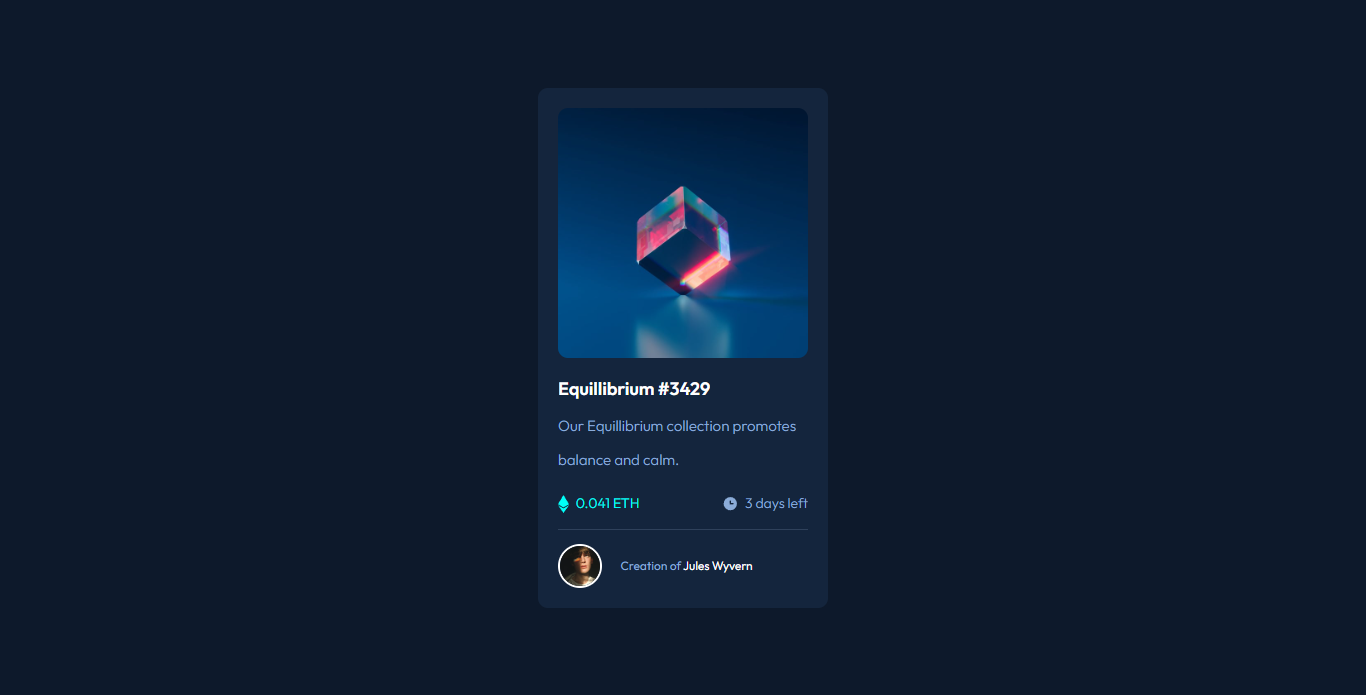 Equillibrium #3429
Our Equillibrium collection promotes
balance and calm.
0.041 ETH
3 days left
Creation of Jules Wyvern